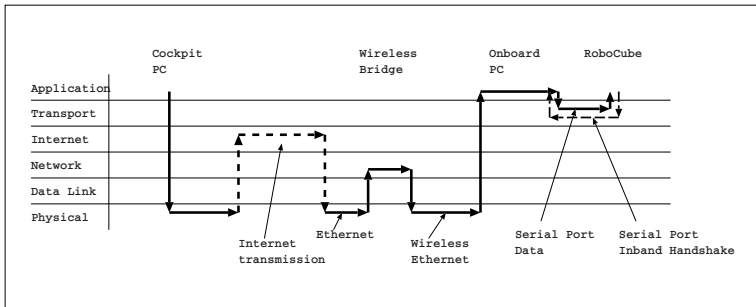 Cockpit
PC
Wireless
Bridge
Onboard
PC
RoboCube
Application
Transport
Internet
Network
Data Link
Physical
Internet
transmission
Ethernet
Wireless
Ethernet
Serial Port
Data
Serial Port
Inband Handshake